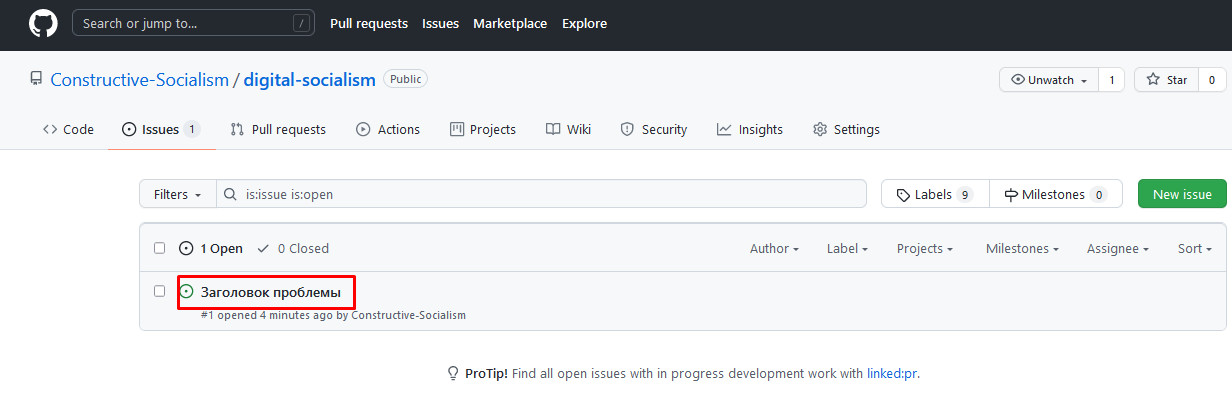 Search or jump to... /
Pull requests
Issues
Marketplace
Explore
Constructive-Socialism / digital-socialism Public
Unwatch 1
Star 0
Code
Issues 1
Pull requests
Actions
Projects
Wiki
Security
Insights
Settings
Filters
is:issue is:open
Labels 9
Milestones 0
New issue
1 Open
0 Closed
Author
Label
Projects
Milestones
Assignee
Sort
Заголовок проблемы
#1 opened 4 minutes ago by Constructive-Socialism
ProTip! Find all open issues with in progress development work with linked:pr.